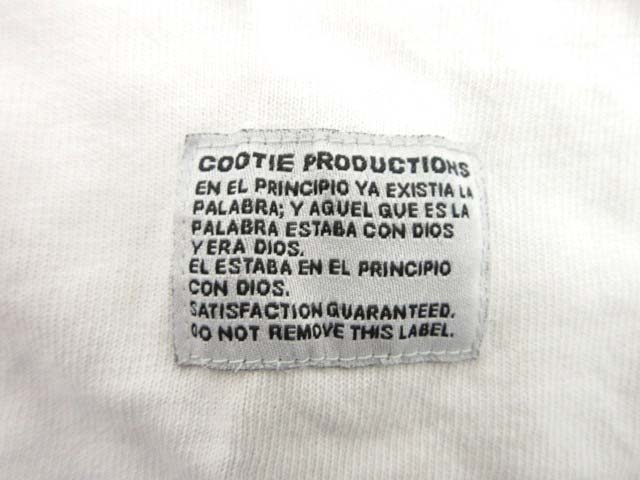 COOTIE PRODUCTIONS
EN EL PRINCIPIO YA EXISTIA LA
PALABRA; Y AQUEL QUE ES LA
PALABRA ESTABA CON DIOS
Y ERA DIOS.
EL ESTABA EN EL PRINCIPIO
CON DIOS.
SATISFACTION GUARANTEED.
DO NOT REMOVE THIS LABEL.